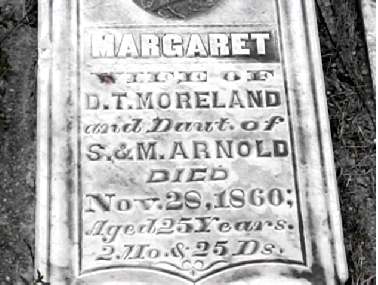 MARGARET
WIFE OF
D.T. MORELAND
and Daut. of
S. & M. ARNOLD
DIED
Nov. 28, 1860;
Aged 25 Years.
2. Mo. & 25 Ds.